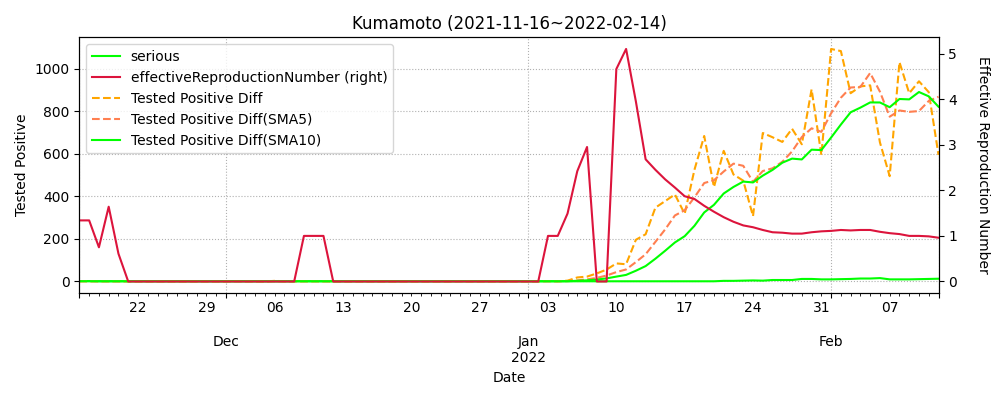 Kumamoto (2021-11-16~2022-02-14)
serious
effectiveReproductionNumber (right)
Tested Positive Diff
Tested Positive Diff(SMA5)
Tested Positive Diff(SMA10)
Tested Positive
1000
800
600
400
200
0
5
4
3
2
1
0
Effective Reproduction Number
22 29 06 13 20 27 03 10 17 24 31 07
Dec Jan Feb
2022
Date